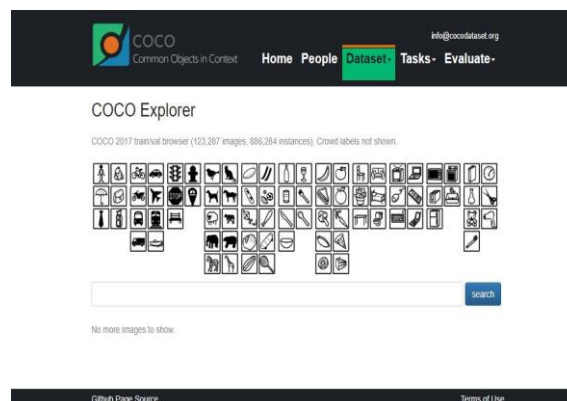 info@cocodataset.org
COCO
Common Objects in Context
Home People Dataset Tasks Evaluate
COCO Explorer
COCO 2017 train/val browser (123,287 images, 886,284 instances). Crowd labels not shown.
STOP
search
No more images to show.
Github Page Source
Terms of Use